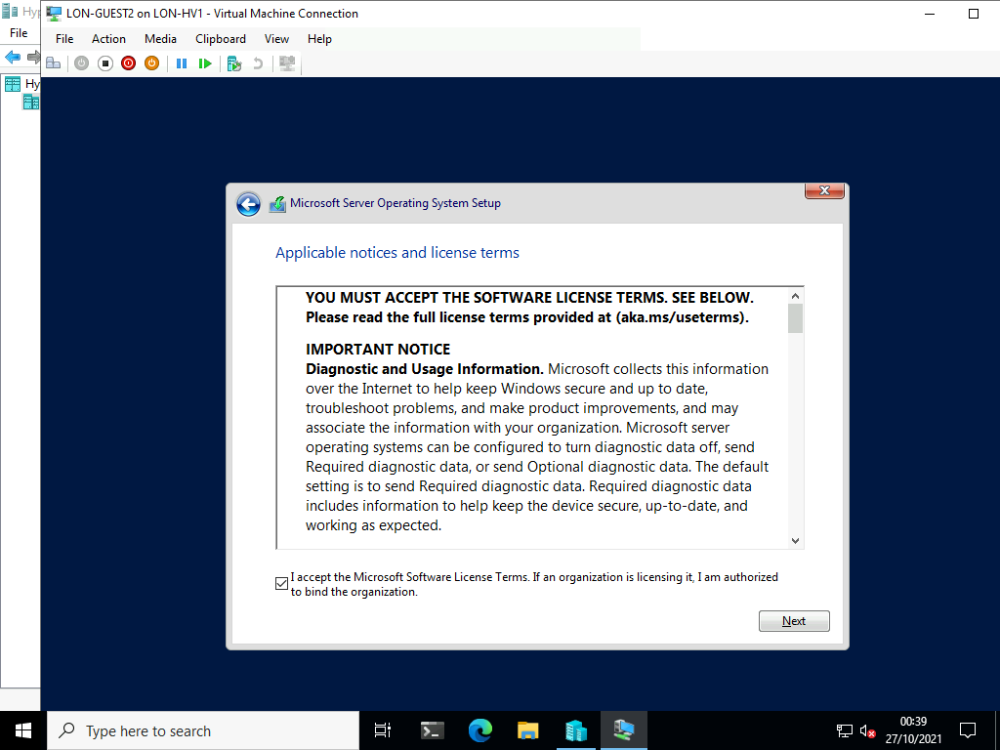 Hyp
LON-GUEST2 on LON-HV1 - Virtual Machine Connection
File
File Action Media Clipboard View Help
Hy
Microsoft Server Operating System Setup
Applicable notices and license terms
YOU MUST ACCEPT THE SOFTWARE LICENSE TERMS. SEE BELOW.
Please read the full license terms provided at (aka.ms/useterms).
IMPORTANT NOTICE
Diagnostic and Usage Information. Microsoft collects this information
over the Internet to help keep Windows secure and up to date,
troubleshoot problems, and make product improvements, and may
associate the information with your organization. Microsoft server
operating systems can be configured to turn diagnostic data off, send
Required diagnostic data, or send Optional diagnostic data. The default
setting is to send Required diagnostic data. Required diagnostic data
includes information to help keep the device secure, up-to-date, and
working as expected.
I accept the Microsoft Software License Terms. If an organization is licensing it, I am authorized
to bind the organization.
Next
Type here to search
00:39
27/10/2021